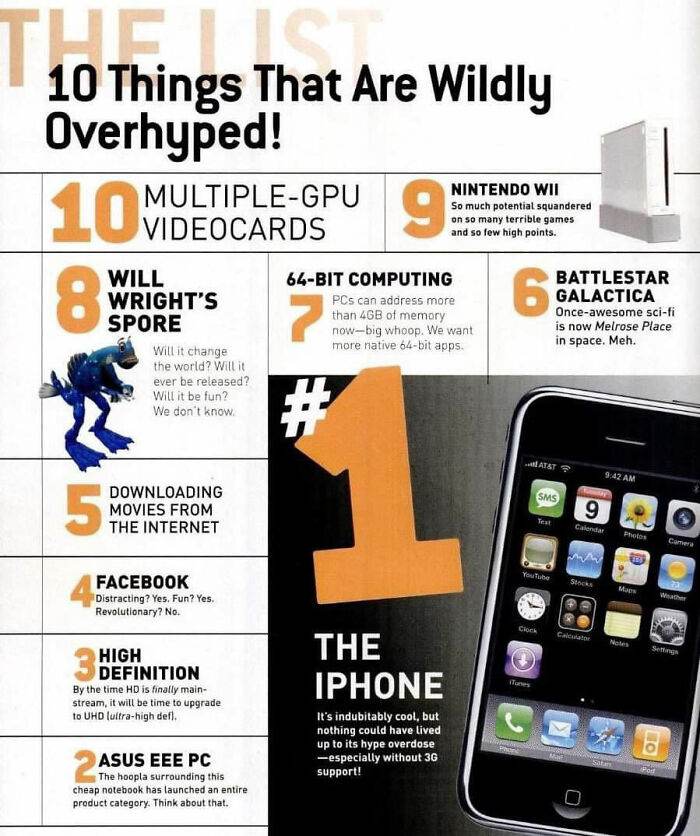 THE LIST
10 Things That Are Wildly
Overhyped!
10 MULTIPLE-GPU
VIDEOCARDS
9 NINTENDO WII
So much potential squandered
on so many terrible games
and so few high points.
8 WILL
WRIGHT'S
SPORE
Will it change
the world? Will it
ever be released?
Will it be fun?
We don't know.
64-BIT COMPUTING
7 PCs can address more
than 4GB of memory
now—big whoop. We want
more native 64-bit apps.
6 BATTLESTAR
GALACTICA
Once-awesome sci-fi
is now Melrose Place
in space. Meh.
5 DOWNLOADING
MOVIES FROM
THE INTERNET
4 FACEBOOK
Distracting? Yes. Fun? Yes.
Revolutionary? No.
3 HIGH
DEFINITION
By the time HD is finally main-
stream, it will be time to upgrade
to UHD (ultra-high def).
2 ASUS EEE PC
The hoopla surrounding this
cheap notebook has launched an entire
product category. Think about that.
#1
THE
IPHONE
It's indubitably cool, but
nothing could have lived
up to its hype overdose
—especially without 3G
support!
AT&T 9:42 AM
SMS 9 280 73
Text Calendar Photos Camera
YouTube Stocks Maps Weather
Clock Calculator Notes Settings
iTunes
Phone Mail Safari iPod